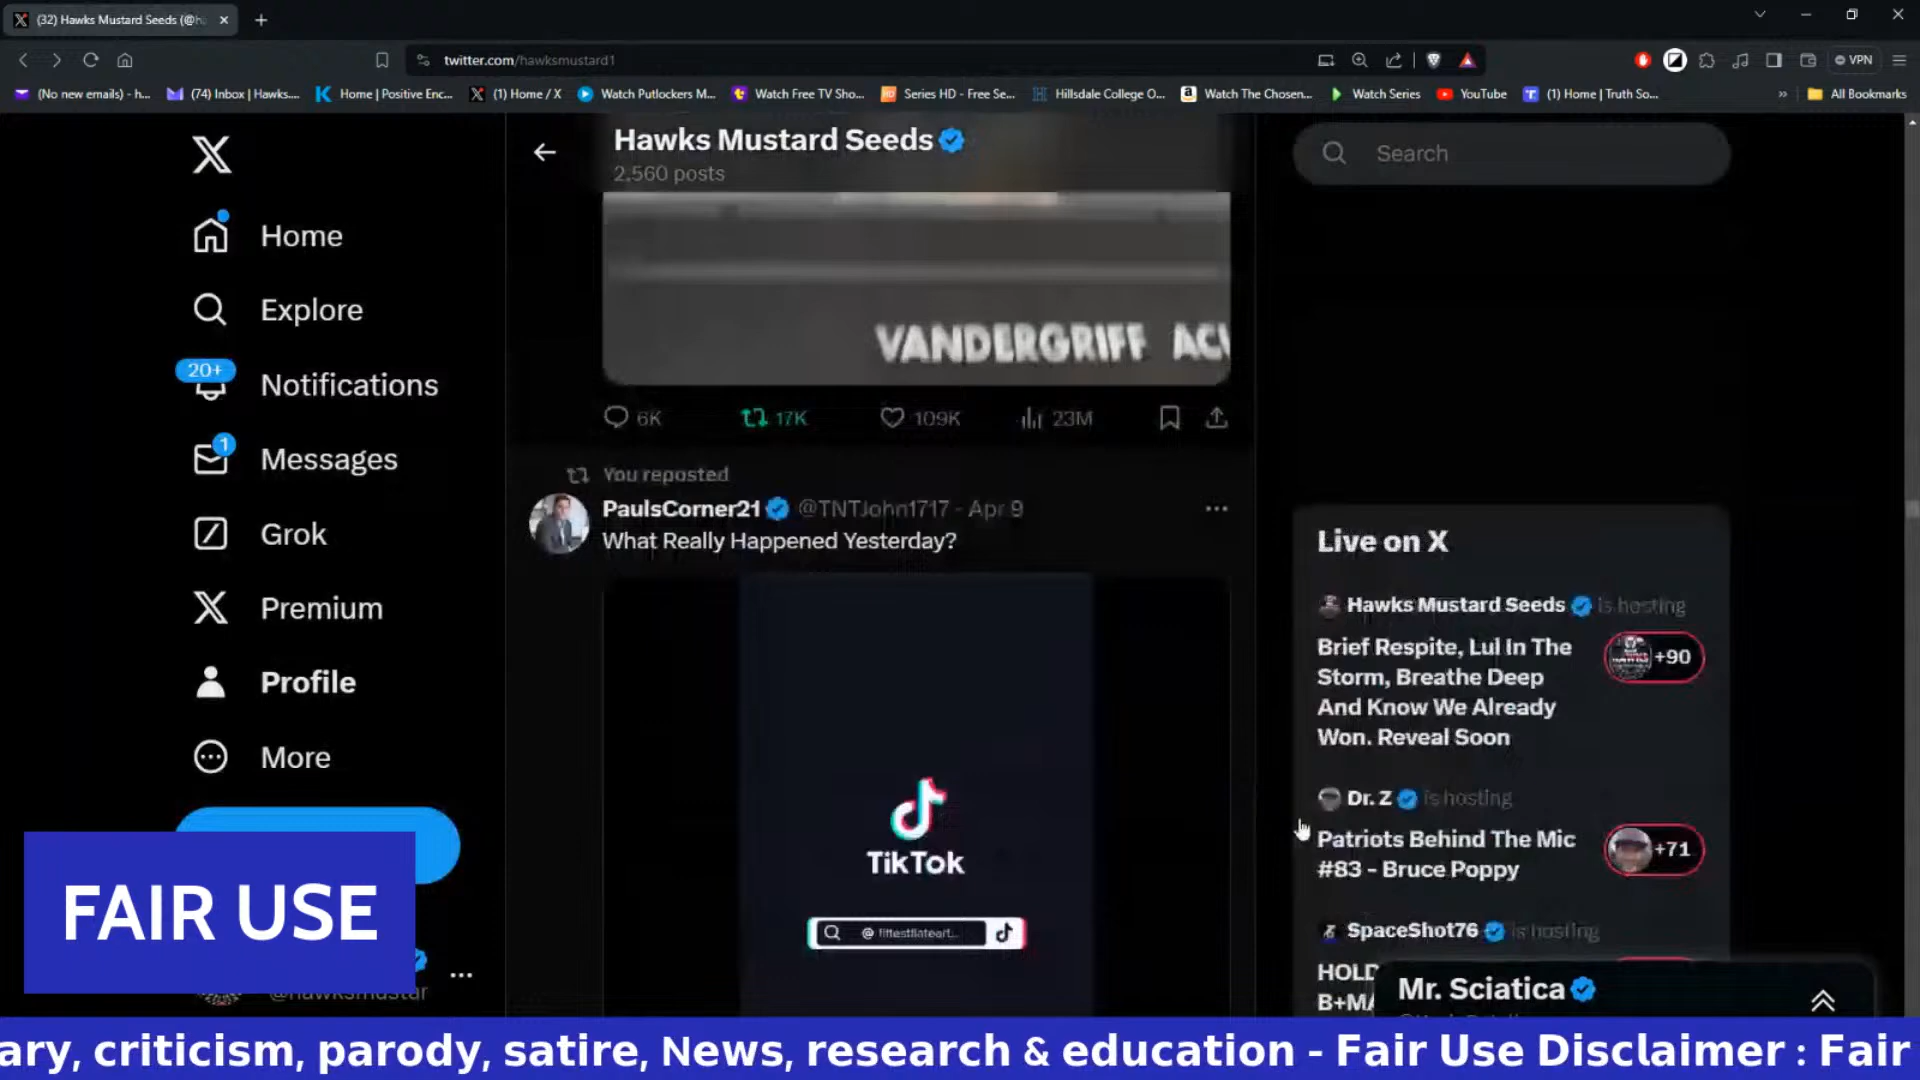 (32) Hawks Mustard Seeds (@h
twitter.com/hawksmustard1
VPN
(No new emails) - h...
(74) Inbox | Hawks....
Home | Positive Enc...
(1) Home / X
Watch Putlockers M...
Watch Free TV Sho...
Series HD - Free Se...
Hillsdale College O...
Watch The Chosen...
Watch Series
YouTube
(1) Home | Truth So...
All Bookmarks
Hawks Mustard Seeds
2,560 posts
Search
Home
Explore
20+
Notifications
1
Messages
Grok
Premium
Profile
More
VANDERGRIFF
6K
17K
109K
23M
You reposted
PaulsCorner21 @TNTJohn1717 - Apr 9
What Really Happened Yesterday?
TikTok
Live on X
Hawks Mustard Seeds is hosting
Brief Respite, Lul In The
Storm, Breathe Deep
And Know We Already
Won. Reveal Soon
+90
Dr. Z is hosting
Patriots Behind The Mic
#83 - Bruce Poppy
+71
SpaceShot76 is hosting
HOLD
B+MA
Mr. Sciatica
FAIR USE
@hawksmustar
ary, criticism, parody, satire, News, research & education - Fair Use Disclaimer : Fair